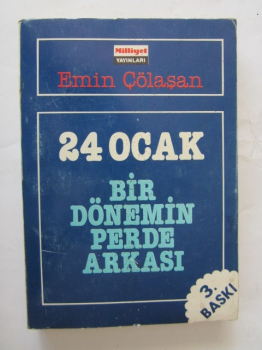 Milliyet
YAYINLARI
Emin Çölaşan
24 OCAK
BİR
DÖNEMİN
PERDE
ARKASI
3.
BASKI